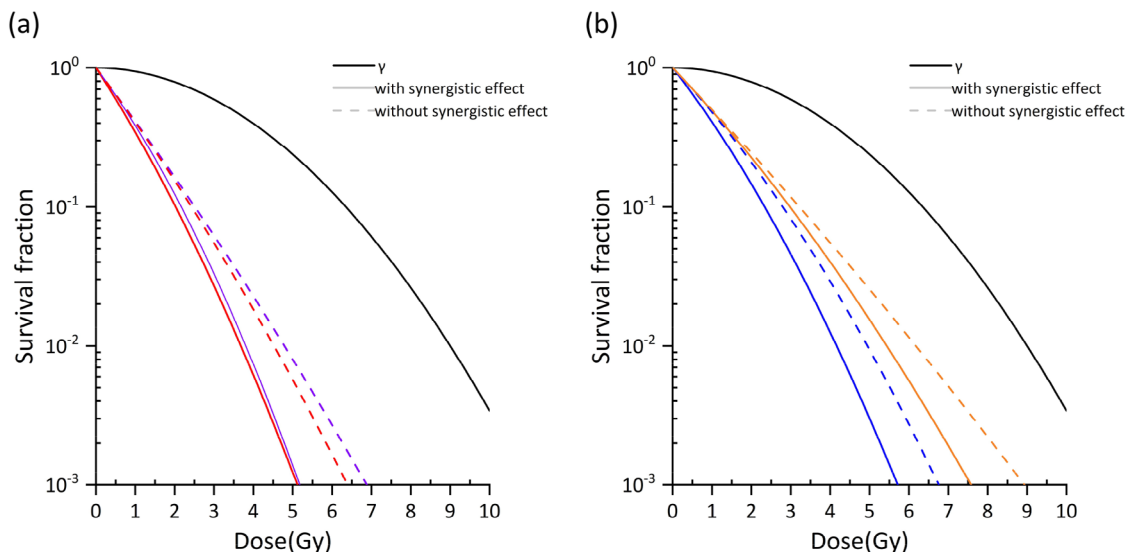 (a)
γ
with synergistic effect
without synergistic effect
Survival fraction
10^0
10^-1
10^-2
10^-3
0 1 2 3 4 5 6 7 8 9 10
Dose(Gy)
(b)
γ
with synergistic effect
without synergistic effect
Survival fraction
10^0
10^-1
10^-2
10^-3
0 1 2 3 4 5 6 7 8 9 10
Dose(Gy)